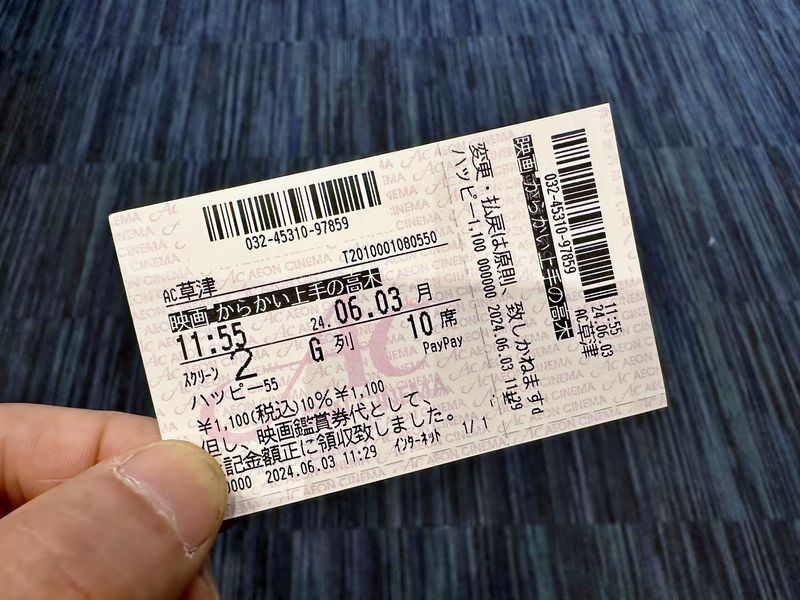 032-45310-97859
T2010001080550
AC草津
映画 からかい上手の高木
11:55 24.06.03 月
スクリーン 2 G 列 10 席
ハッピー55 PayPay
¥1,100(税込)10%¥1,100
但し、映画鑑賞券代として、
記金額正に領収致しました。
0000 2024.06.03 11:29 インターネット 1/1
変更・払戻は原則、致しかねますd
ハッピー1,100 000000 2024.06.03 11:29
映画 からかい上手の高木
032-45310-97859
11:55
24.06.03
AC草津
AC AEON CINEMA